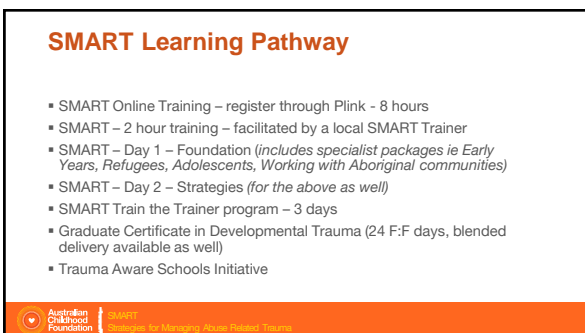 SMART Learning Pathway
▪ SMART Online Training – register through Plink - 8 hours
▪ SMART – 2 hour training – facilitated by a local SMART Trainer
▪ SMART – Day 1 – Foundation (includes specialist packages ie Early
Years, Refugees, Adolescents, Working with Aboriginal communities)
▪ SMART – Day 2 – Strategies (for the above as well)
▪ SMART Train the Trainer program – 3 days
▪ Graduate Certificate in Developmental Trauma (24 F:F days, blended
delivery available as well)
▪ Trauma Aware Schools Initiative
Australian
Childhood
Foundation
SMART
Strategies for Managing Abuse Related Trauma